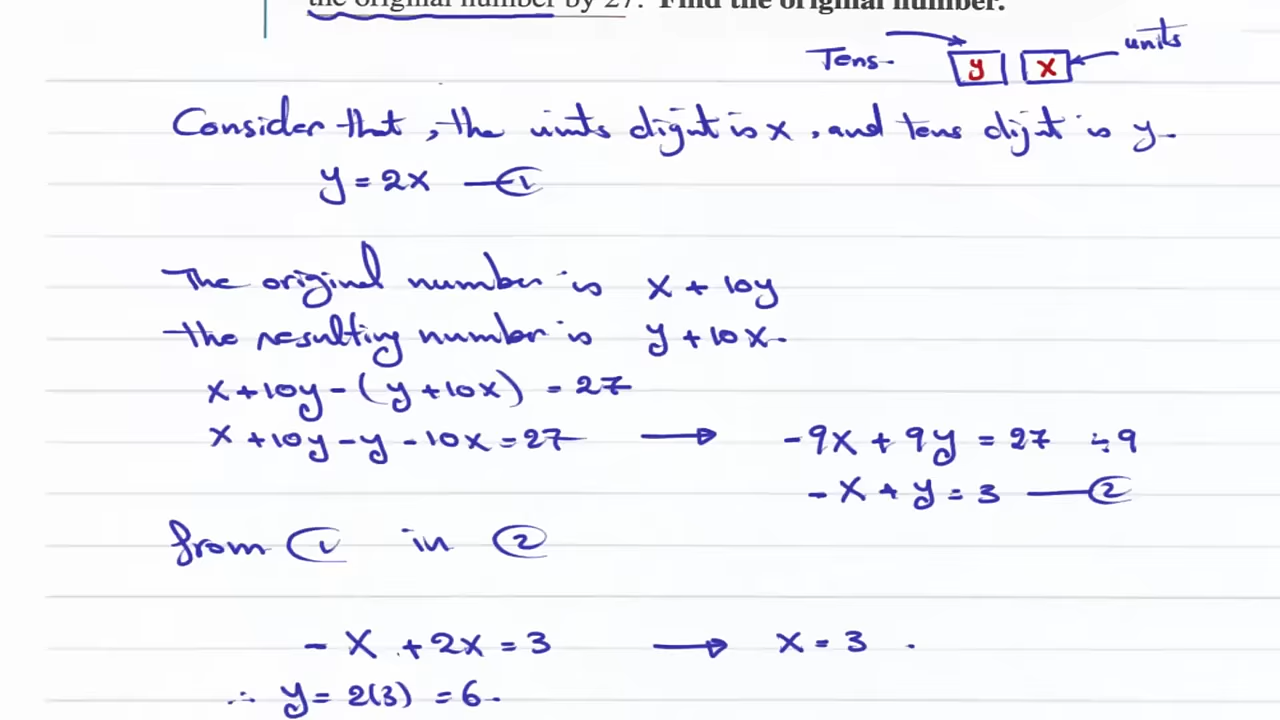 the original number by 27. Find the original number.
Tens. y x units
Consider that, the units digit is x, and tens digit is y.
y = 2x — ①
The original number is x + 10y
the resulting number is y + 10x.
x + 10y - (y + 10x) = 27
x + 10y - y - 10x = 27 → -9x + 9y = 27 ÷ 9
-x + y = 3 — ②
from ① in ②
-x + 2x = 3 → x = 3 .
∴ y = 2(3) = 6.